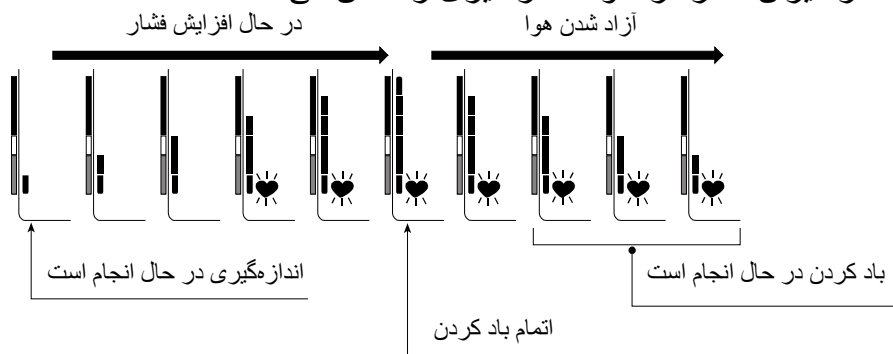 در حال افزایش فشار
آزاد شدن هوا
اندازه‌گیری در حال انجام است
باد کردن در حال انجام است
اتمام باد کردن